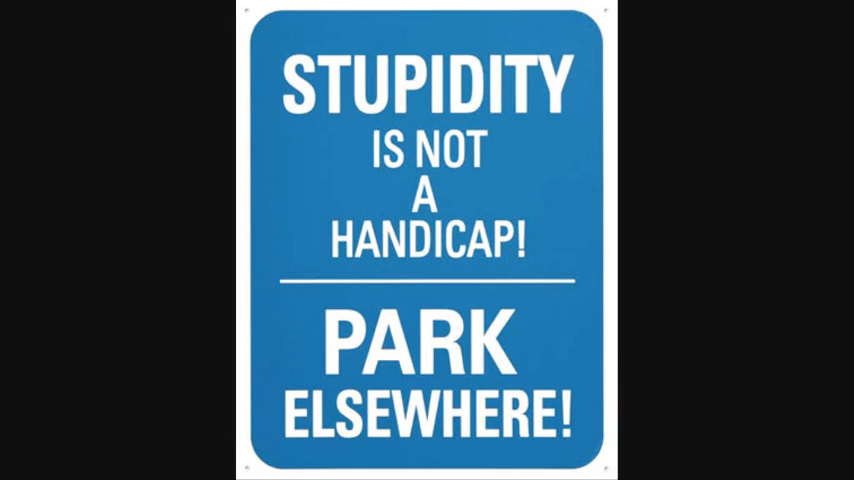 STUPIDITY
IS NOT
A
HANDICAP!
PARK
ELSEWHERE!